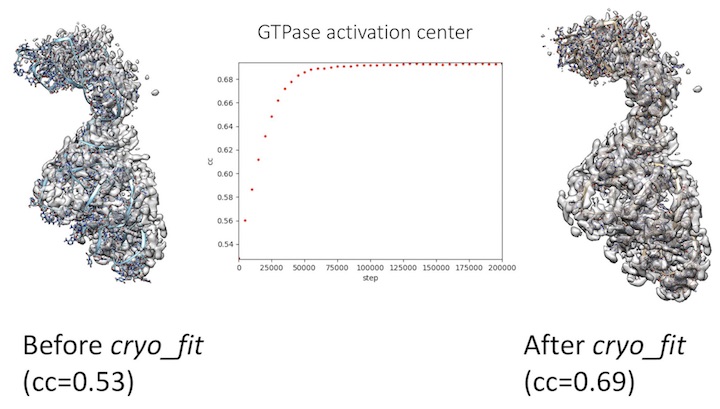 GTPase activation center
0.68
0.66
0.64
0.62
0.60
0.58
0.56
0.54
cc
0 25000 50000 75000 100000 125000 150000 175000 200000
step
Before cryo_fit
(cc=0.53)
After cryo_fit
(cc=0.69)